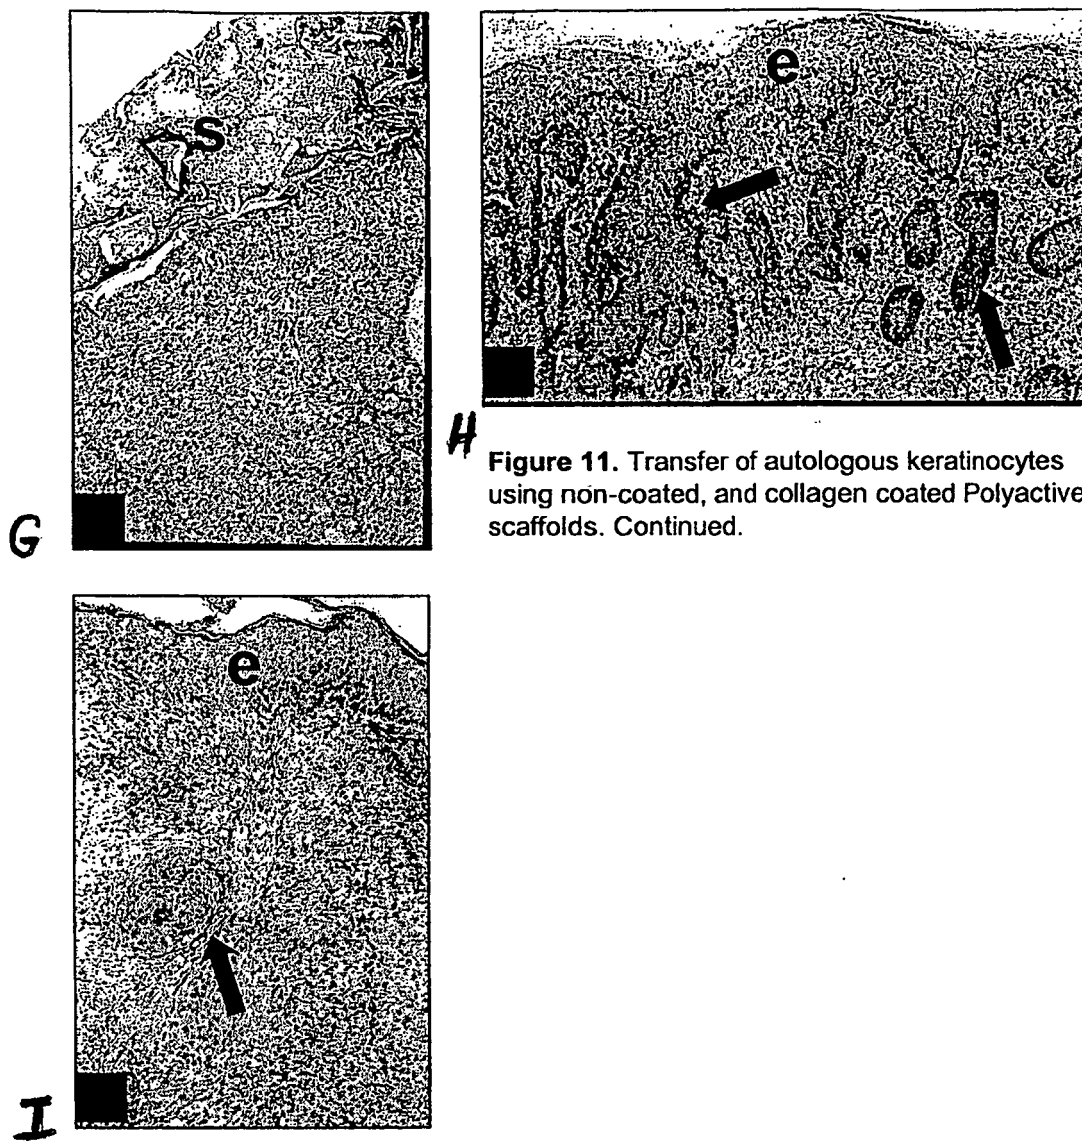 s
e
H
Figure 11. Transfer of autologous keratinocytes
using non-coated, and collagen coated Polyactive
scaffolds. Continued.
G
e
I